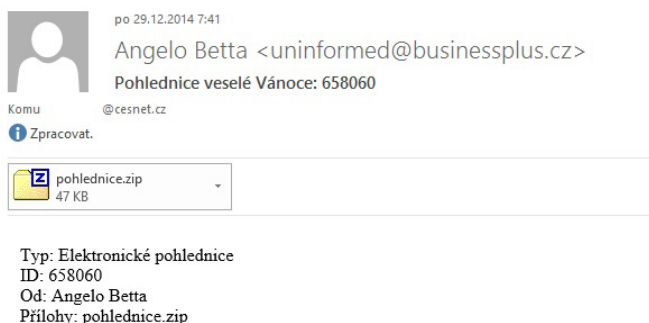 po 29.12.2014 7:41
Angelo Betta <uninformed@businessplus.cz>
Pohlednice veselé Vánoce: 658060
Komu @cesnet.cz
Zpracovat.
pohlednice.zip
47 KB
Typ: Elektronické pohlednice
ID: 658060
Od: Angelo Betta
Přílohy: pohlednice.zip